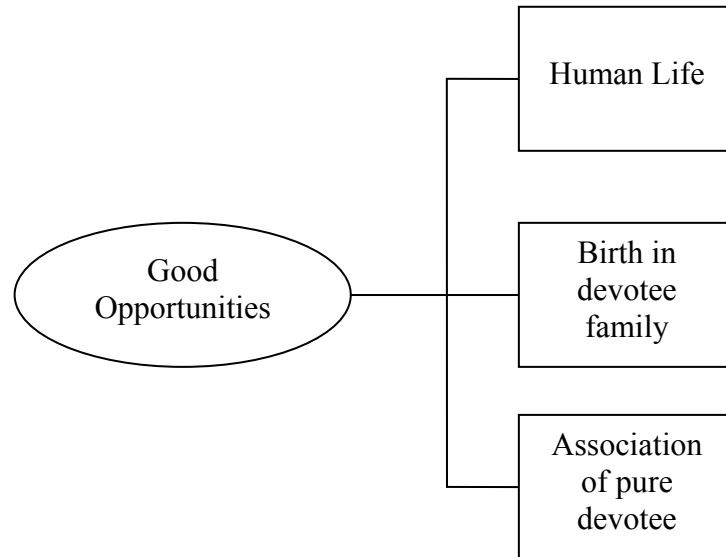 Good
Opportunities
Human Life
Birth in
devotee
family
Association
of pure
devotee